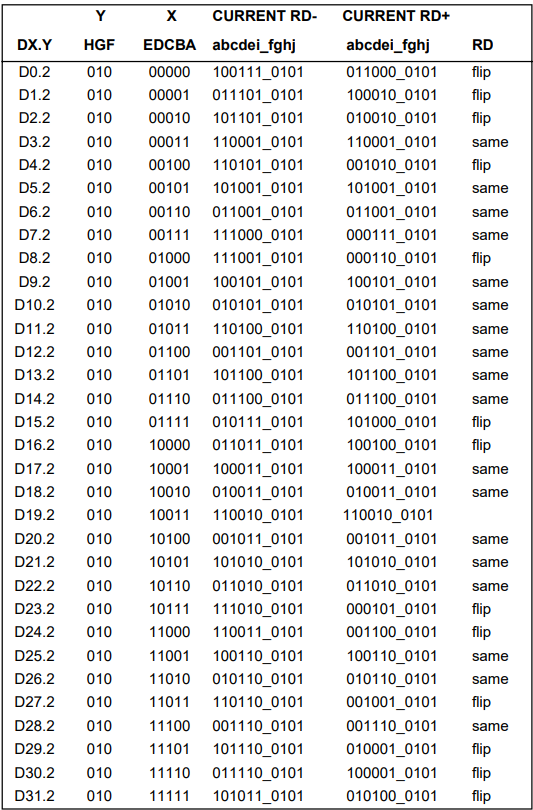 Y X CURRENT RD- CURRENT RD+
DX.Y HGF EDCBA abcdei_fghj abcdei_fghj RD
D0.2 010 00000 100111_0101 011000_0101 flip
D1.2 010 00001 011101_0101 100010_0101 flip
D2.2 010 00010 101101_0101 010010_0101 flip
D3.2 010 00011 110001_0101 110001_0101 same
D4.2 010 00100 110101_0101 001010_0101 flip
D5.2 010 00101 101001_0101 101001_0101 same
D6.2 010 00110 011001_0101 011001_0101 same
D7.2 010 00111 111000_0101 000111_0101 same
D8.2 010 01000 111001_0101 000110_0101 flip
D9.2 010 01001 100101_0101 100101_0101 same
D10.2 010 01010 010101_0101 010101_0101 same
D11.2 010 01011 110100_0101 110100_0101 same
D12.2 010 01100 001101_0101 001101_0101 same
D13.2 010 01101 101100_0101 101100_0101 same
D14.2 010 01110 011100_0101 011100_0101 same
D15.2 010 01111 010111_0101 101000_0101 flip
D16.2 010 10000 011011_0101 100100_0101 flip
D17.2 010 10001 100011_0101 100011_0101 same
D18.2 010 10010 010011_0101 010011_0101 same
D19.2 010 10011 110010_0101 110010_0101
D20.2 010 10100 001011_0101 001011_0101 same
D21.2 010 10101 101010_0101 101010_0101 same
D22.2 010 10110 011010_0101 011010_0101 same
D23.2 010 10111 111010_0101 000101_0101 flip
D24.2 010 11000 110011_0101 001100_0101 flip
D25.2 010 11001 100110_0101 100110_0101 same
D26.2 010 11010 010110_0101 010110_0101 same
D27.2 010 11011 110110_0101 001001_0101 flip
D28.2 010 11100 001110_0101 001110_0101 same
D29.2 010 11101 101110_0101 010001_0101 flip
D30.2 010 11110 011110_0101 100001_0101 flip
D31.2 010 11111 101011_0101 010100_0101 flip